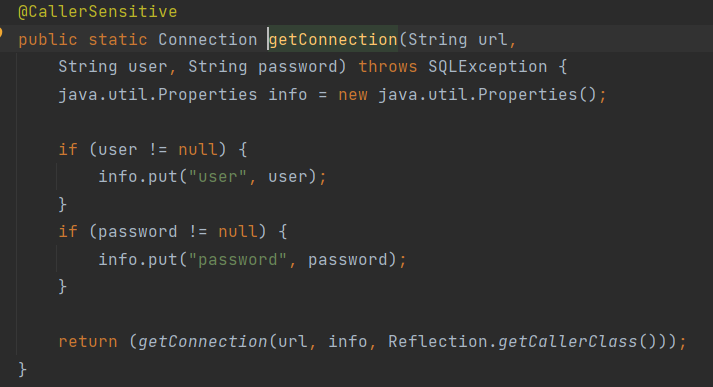 @CallerSensitive
public static Connection getConnection(String url,
    String user, String password) throws SQLException {
    java.util.Properties info = new java.util.Properties();

    if (user != null) {
        info.put("user", user);
    }
    if (password != null) {
        info.put("password", password);
    }

    return (getConnection(url, info, Reflection.getCallerClass()));
}